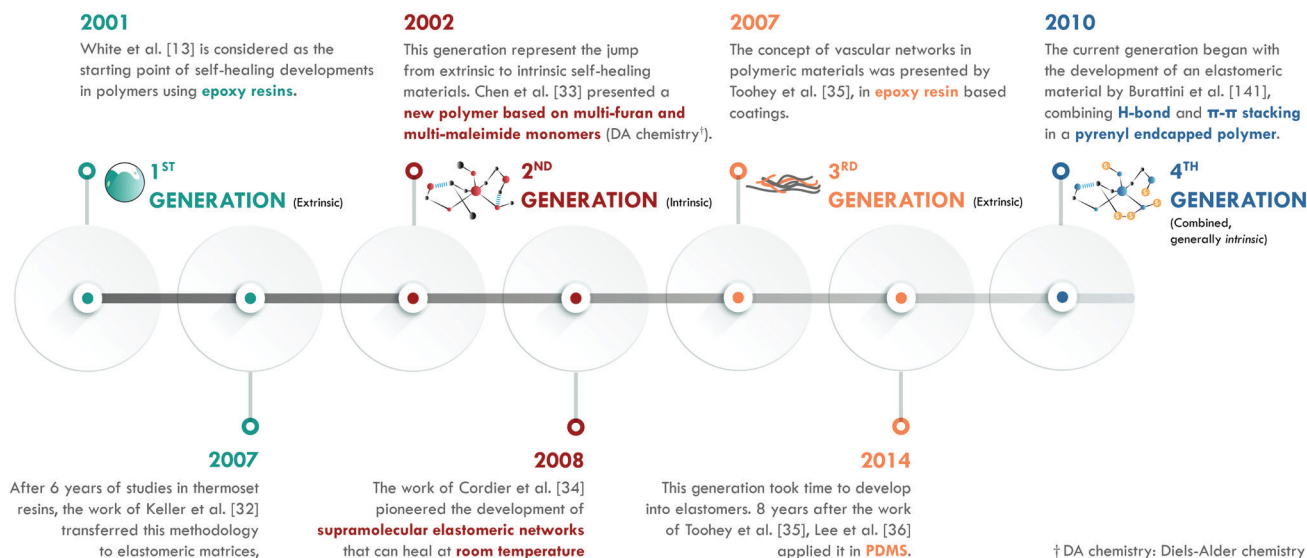 2001
White et al. [13] is considered as the
starting point of self-healing developments
in polymers using epoxy resins.
2002
This generation represent the jump
from extrinsic to intrinsic self-healing
materials. Chen et al. [33] presented a
new polymer based on multi-furan and
multi-maleimide monomers (DA chemistry†).
2007
The concept of vascular networks in
polymeric materials was presented by
Toohey et al. [35], in epoxy resin based
coatings.
2010
The current generation began with
the development of an elastomeric
material by Burattini et al. [141],
combining H-bond and π-π stacking
in a pyrenyl endcapped polymer.
1ST
GENERATION (Extrinsic)
2ND
GENERATION (Intrinsic)
3RD
GENERATION (Extrinsic)
4TH
GENERATION
(Combined,
generally intrinsic)
2007
After 6 years of studies in thermoset
resins, the work of Keller et al. [32]
transferred this methodology
to elastomeric matrices,
2008
The work of Cordier et al. [34]
pioneered the development of
supramolecular elastomeric networks
that can heal at room temperature
2014
This generation took time to develop
into elastomers. 8 years after the work
of Toohey et al. [35], Lee et al. [36]
applied it in PDMS.
† DA chemistry: Diels-Alder chemistry